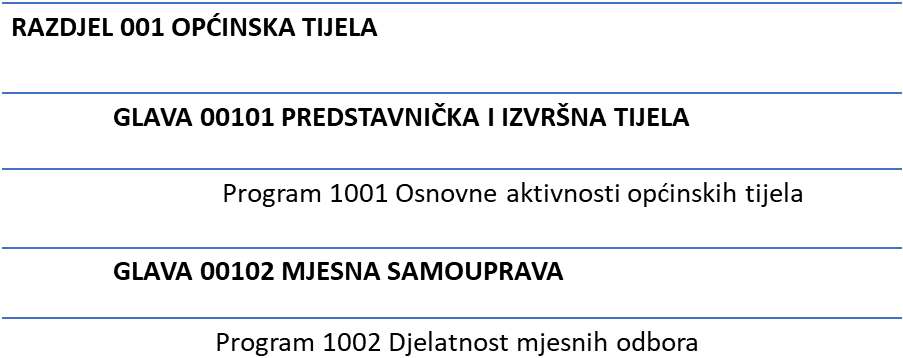 RAZDJEL 001 OPĆINSKA TIJELA
GLAVA 00101 PREDSTAVNIČKA I IZVRŠNA TIJELA
Program 1001 Osnovne aktivnosti općinskih tijela
GLAVA 00102 MJESNA SAMOUPRAVA
Program 1002 Djelatnost mjesnih odbora